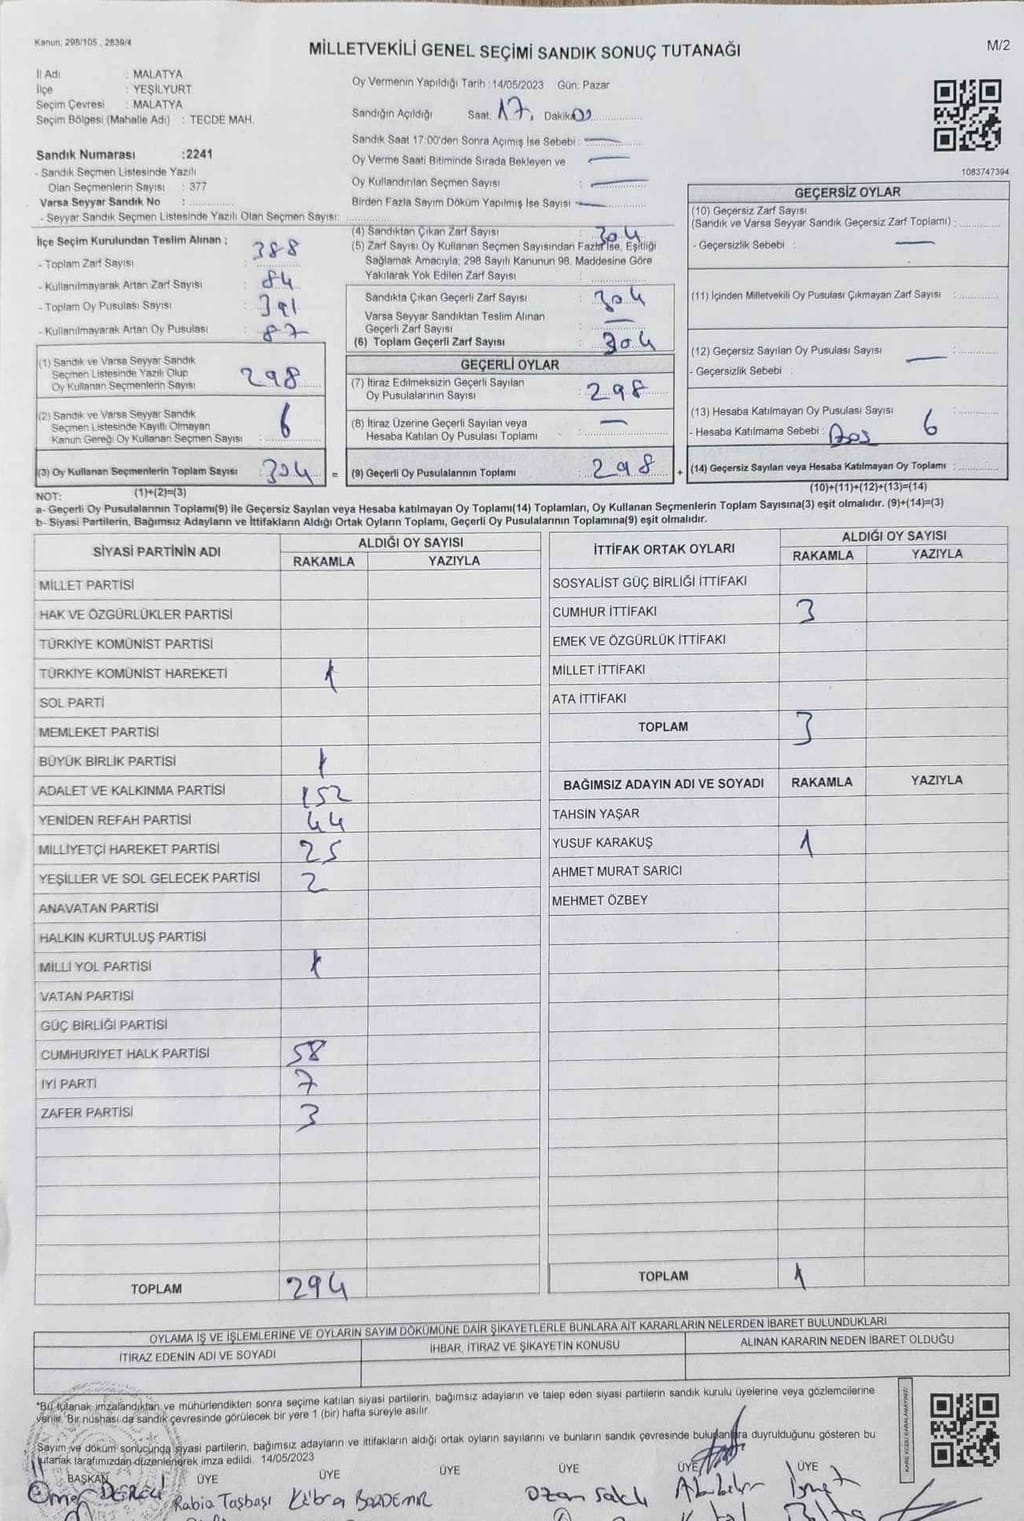 Kanun: 298/105 , 2839/4
MİLLETVEKİLİ GENEL SEÇİMİ SANDIK SONUÇ TUTANAĞI
M/2
İl Adı : MALATYA
İlçe : YEŞİLYURT
Seçim Çevresi : MALATYA
Seçim Bölgesi (Mahalle Adı) : TECDE MAH.
Sandık Numarası :2241
- Sandık Seçmen Listesinde Yazılı
Olan Seçmenlerin Sayısı : 377
Varsa Seyyar Sandık No :
- Seyyar Sandık Seçmen Listesinde Yazılı Olan Seçmen Sayısı:
Oy Vermenin Yapıldığı Tarih :14/05/2023 Gün: Pazar
Sandığın Açıldığı Saat: 17, Dakika 00
Sandık Saat 17:00'den Sonra Açımış İse Sebebi : —
Oy Verme Saati Bitiminde Sırada Bekleyen ve —
Oy Kullandırılan Seçmen Sayısı : —
Birden Fazla Sayım Döküm Yapılmış İse Sayısı —
1083747394
İlçe Seçim Kurulundan Teslim Alınan ;
- Toplam Zarf Sayısı : 388
- Kullanılmayarak Artan Zarf Sayısı : 84
- Toplam Oy Pusulası Sayısı : 391
- Kullanılmayarak Artan Oy Pusulası : 87
(1) Sandık ve Varsa Seyyar Sandık
Seçmen Listesinde Yazılı Olup
Oy Kullanan Seçmenlerin Sayısı : 298
(2) Sandık ve Varsa Seyyar Sandık
Seçmen Listesinde Kayıtlı Olmayan
Kanun Gereği Oy Kullanan Seçmen Sayısı : 6
(3) Oy Kullanan Seçmenlerin Toplam Sayısı : 304
(1)+(2)=(3)
(4) Sandıktan Çıkan Zarf Sayısı : 304
(5) Zarf Sayısı Oy Kullanan Seçmen Sayısından Fazla İse, Eşitliği
Sağlamak Amacıyla; 298 Sayılı Kanunun 98. Maddesine Göre
Yakılarak Yok Edilen Zarf Sayısı :
Sandıkta Çıkan Geçerli Zarf Sayısı : 304
Varsa Seyyar Sandıktan Teslim Alınan
Geçerli Zarf Sayısı : —
(6) Toplam Geçerli Zarf Sayısı : 304
GEÇERLİ OYLAR
(7) İtiraz Edilmeksizin Geçerli Sayılan
Oy Pusulalarının Sayısı : 298
(8) İtiraz Üzerine Geçerli Sayılan veya
Hesaba Katılan Oy Pusulası Toplamı : —
= (9) Geçerli Oy Pusulalarının Toplamı : 298 +
GEÇERSİZ OYLAR
(10) Geçersiz Zarf Sayısı
(Sandık ve Varsa Seyyar Sandık Geçersiz Zarf Toplamı) :
- Geçersizlik Sebebi : —
(11) İçinden Milletvekili Oy Pusulası Çıkmayan Zarf Sayısı :
(12) Geçersiz Sayılan Oy Pusulası Sayısı : —
- Geçersizlik Sebebi :
(13) Hesaba Katılmayan Oy Pusulası Sayısı :
- Hesaba Katılmama Sebebi : 6
(14) Geçersiz Sayılan veya Hesaba Katılmayan Oy Toplamı :
(10)+(11)+(12)+(13)=(14)
NOT:
a- Geçerli Oy Pusulalarının Toplamı(9) ile Geçersiz Sayılan veya Hesaba katılmayan Oy Toplamı(14) Toplamları, Oy Kullanan Seçmenlerin Toplam Sayısına(3) eşit olmalıdır. (9)+(14)=(3)
b- Siyasi Partilerin, Bağımsız Adayların ve İttifakların Aldığı Ortak Oyların Toplamı, Geçerli Oy Pusulalarının Toplamına(9) eşit olmalıdır.
SİYASİ PARTİNİN ADI ALDIĞI OY SAYISI
RAKAMLA YAZIYLA
MİLLET PARTİSİ
HAK VE ÖZGÜRLÜKLER PARTİSİ
TÜRKİYE KOMÜNİST PARTİSİ
TÜRKİYE KOMÜNİST HAREKETİ 1
SOL PARTİ
MEMLEKET PARTİSİ
BÜYÜK BİRLİK PARTİSİ 1
ADALET VE KALKINMA PARTİSİ 152
YENİDEN REFAH PARTİSİ 44
MİLLİYETÇİ HAREKET PARTİSİ 25
YEŞİLLER VE SOL GELECEK PARTİSİ 2
ANAVATAN PARTİSİ
HALKIN KURTULUŞ PARTİSİ
MİLLİ YOL PARTİSİ 1
VATAN PARTİSİ
GÜÇ BİRLİĞİ PARTİSİ
CUMHURİYET HALK PARTİSİ 58
İYİ PARTİ 7
ZAFER PARTİSİ 3
TOPLAM 294
İTTİFAK ORTAK OYLARI ALDIĞI OY SAYISI
RAKAMLA YAZIYLA
SOSYALİST GÜÇ BİRLİĞİ İTTİFAKI
CUMHUR İTTİFAKI 3
EMEK VE ÖZGÜRLÜK İTTİFAKI
MİLLET İTTİFAKI
ATA İTTİFAKI
TOPLAM 3
BAĞIMSIZ ADAYIN ADI VE SOYADI RAKAMLA YAZIYLA
TAHSİN YAŞAR
YUSUF KARAKUŞ 1
AHMET MURAT SARICI
MEHMET ÖZBEY
TOPLAM 1
OYLAMA İŞ VE İŞLEMLERİNE VE OYLARIN SAYIM DÖKÜMÜNE DAİR ŞİKAYETLERLE BUNLARA AİT KARARLARIN NELERDEN İBARET BULUNDUKLARI
İTİRAZ EDENİN ADI VE SOYADI İHBAR, İTİRAZ VE ŞİKAYETİN KONUSU ALINAN KARARIN NEDEN İBARET OLDUĞU
*Bu tutanak imzalandıktan ve mühürlendikten sonra seçime katılan siyasi partilerin, bağımsız adayların ve talep eden siyasi partilerin sandık kurulu üyelerine veya gözlemcilerine
verilir. Bir nüshası da sandık çevresinde görülecek bir yere 1 (bir) hafta süreyle asılır.
Sayım ve döküm sonucunda siyasi partilerin, bağımsız adayların ve ittifakların aldığı ortak oyların sayılarını ve bunların sandık çevresinde bulunanlara duyrulduğunu gösteren bu
tutanak tarafımızdan düzenlenerek imza edildi. 14/05/2023
KARE KODU KARALAMAYINIZ!
BAŞKAN ÜYE ÜYE ÜYE ÜYE ÜYE ÜYE
Ömer Rabia Taşbaşı Kübra Ozan